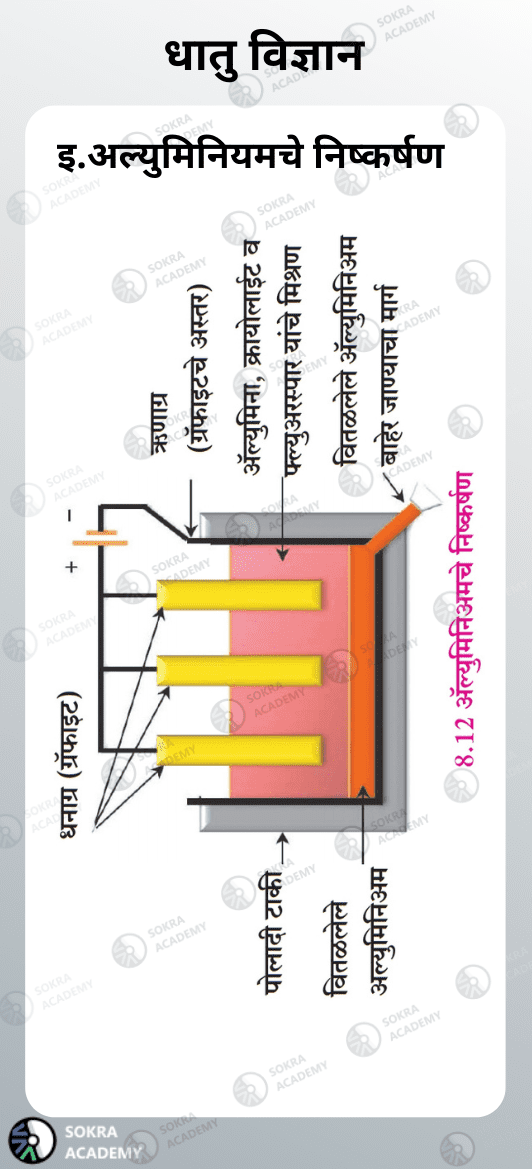 धातु विज्ञान
इ.अल्युमिनियमचे निष्कर्षण
धनाग्र (ग्रॅफाइट)
+
-
ऋणाग्र
(ग्रॅफाइटचे अस्तर)
ॲल्युमिना, क्रायोलाईट व
फ्ल्युअरस्पार यांचे मिश्रण
वितळलेले ॲल्युमिनिअम
बाहेर जाण्याचा मार्ग
पोलादी टाकी
वितळलेले
अल्युमिनिअम
8.12 ॲल्युमिनिअमचे निष्कर्षण
SOKRA
ACADEMY